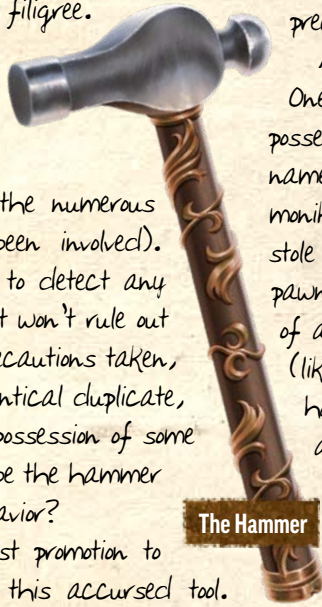 filigree.
the numerous
been involved).
to detect any
t won't rule out
ecautions taken,
entical duplicate,
possession of some
be the hammer
avior?
st promotion to
this accursed tool.
pre
One
posse
name
monik
stole
pawn
of a
(lik
h
a
The Hammer